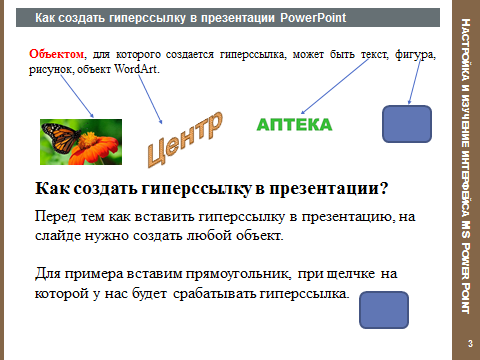 Как создать гиперссылку в презентации PowerPoint
Объектом, для которого создается гиперссылка, может быть текст, фигура,
рисунок, объект WordArt.
Центр
АПТЕКА
Как создать гиперссылку в презентации?
Перед тем как вставить гиперссылку в презентацию, на
слайде нужно создать любой объект.
Для примера вставим прямоугольник, при щелчке на
которой у нас будет срабатывать гиперссылка.
НАСТРОЙКА И ИЗУЧЕНИЕ ИНТЕРФЕЙСА MS POWER POINT
3